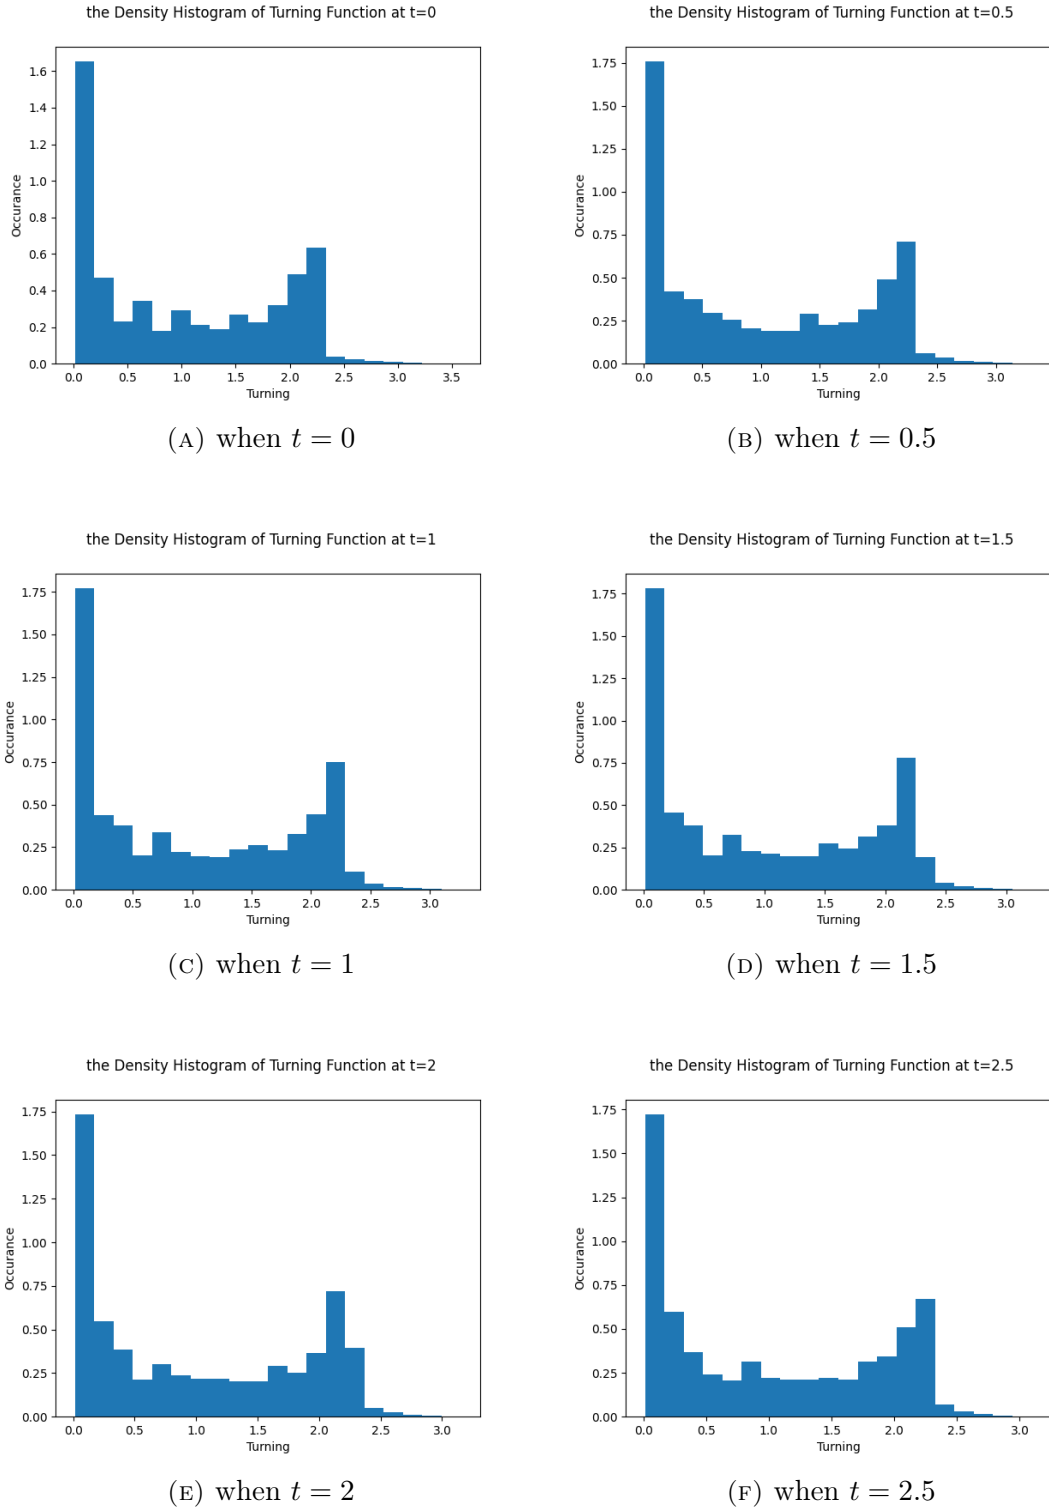 the Density Histogram of Turning Function at t=0
1.6
1.4
1.2
1.0
0.8
0.6
0.4
0.2
0.0
Occurance
0.0 0.5 1.0 1.5 2.0 2.5 3.0 3.5
Turning
(A) when t = 0
the Density Histogram of Turning Function at t=0.5
1.75
1.50
1.25
1.00
0.75
0.50
0.25
0.00
Occurance
0.0 0.5 1.0 1.5 2.0 2.5 3.0
Turning
(B) when t = 0.5
the Density Histogram of Turning Function at t=1
1.75
1.50
1.25
1.00
0.75
0.50
0.25
0.00
Occurance
0.0 0.5 1.0 1.5 2.0 2.5 3.0
Turning
(C) when t = 1
the Density Histogram of Turning Function at t=1.5
1.75
1.50
1.25
1.00
0.75
0.50
0.25
0.00
Occurance
0.0 0.5 1.0 1.5 2.0 2.5 3.0
Turning
(D) when t = 1.5
the Density Histogram of Turning Function at t=2
1.75
1.50
1.25
1.00
0.75
0.50
0.25
0.00
Occurance
0.0 0.5 1.0 1.5 2.0 2.5 3.0
Turning
(E) when t = 2
the Density Histogram of Turning Function at t=2.5
1.75
1.50
1.25
1.00
0.75
0.50
0.25
0.00
Occurance
0.0 0.5 1.0 1.5 2.0 2.5 3.0
Turning
(F) when t = 2.5